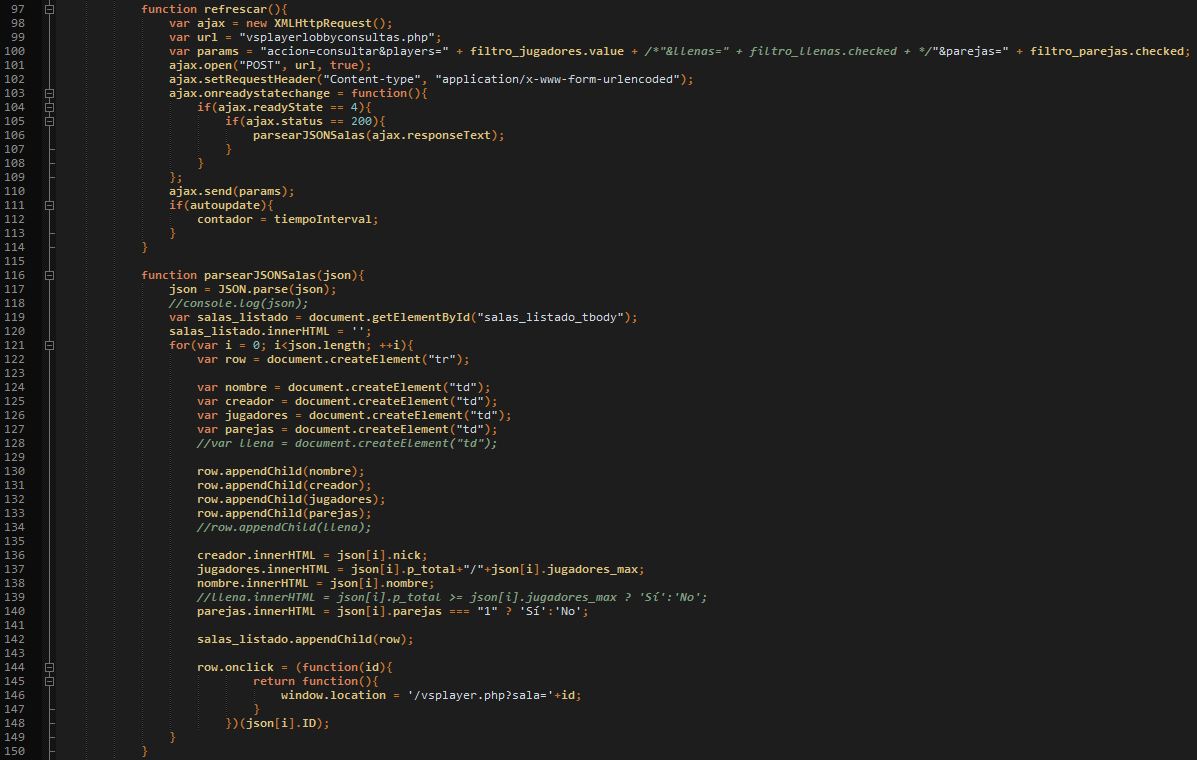 97 function refrescar(){
98 var ajax = new XMLHttpRequest();
99 var url = "vsplayerlobbyconsultas.php";
100 var params = "accion=consultar&players=" + filtro_jugadores.value + /*"&llenas=" + filtro_llenas.checked + */"&parejas=" + filtro_parejas.checked;
101 ajax.open("POST", url, true);
102 ajax.setRequestHeader("Content-type", "application/x-www-form-urlencoded");
103 ajax.onreadystatechange = function(){
104 if(ajax.readyState == 4){
105 if(ajax.status == 200){
106 parsearJSONSalas(ajax.responseText);
107 }
108 }
109 };
110 ajax.send(params);
111 if(autoupdate){
112 contador = tiempoInterval;
113 }
114 }
115
116 function parsearJSONSalas(json){
117 json = JSON.parse(json);
118 //console.log(json);
119 var salas_listado = document.getElementById("salas_listado_tbody");
120 salas_listado.innerHTML = '';
121 for(var i = 0; i<json.length; ++i){
122 var row = document.createElement("tr");
123
124 var nombre = document.createElement("td");
125 var creador = document.createElement("td");
126 var jugadores = document.createElement("td");
127 var parejas = document.createElement("td");
128 //var llena = document.createElement("td");
129
130 row.appendChild(nombre);
131 row.appendChild(creador);
132 row.appendChild(jugadores);
133 row.appendChild(parejas);
134 //row.appendChild(llena);
135
136 creador.innerHTML = json[i].nick;
137 jugadores.innerHTML = json[i].p_total+"/"+json[i].jugadores_max;
138 nombre.innerHTML = json[i].nombre;
139 //llena.innerHTML = json[i].p_total >= json[i].jugadores_max ? 'Sí':'No';
140 parejas.innerHTML = json[i].parejas === "1" ? 'Sí':'No';
141
142 salas_listado.appendChild(row);
143
144 row.onclick = (function(id){
145 return function(){
146 window.location = '/vsplayer.php?sala='+id;
147 }
148 })(json[i].ID);
149 }
150 }